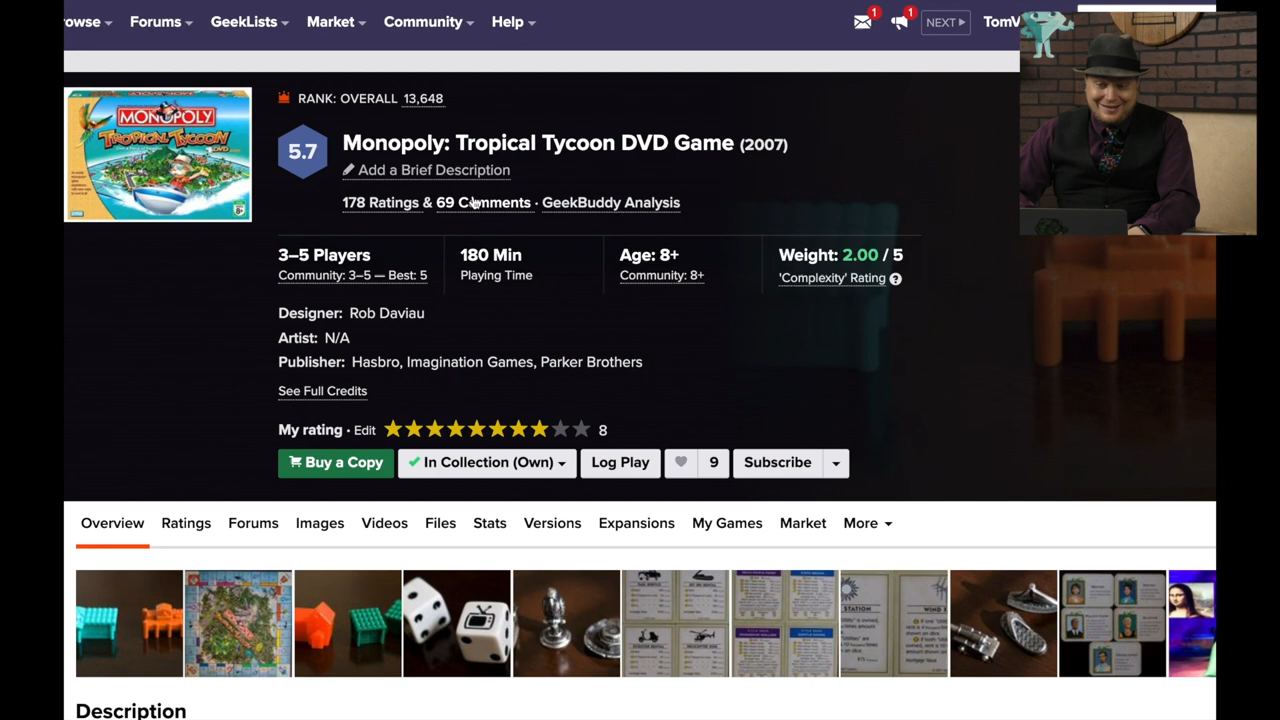 owse Forums GeekLists Market Community Help 1 1 NEXT TomV
RANK: OVERALL 13,648
MONOPOLY
TROPICAL TYCOON
DVD
5.7
Monopoly: Tropical Tycoon DVD Game (2007)
Add a Brief Description
178 Ratings & 69 Comments · GeekBuddy Analysis
3–5 Players 180 Min Age: 8+ Weight: 2.00 / 5
Community: 3–5 — Best: 5 Playing Time Community: 8+ 'Complexity' Rating ?
Designer: Rob Daviau
Artist: N/A
Publisher: Hasbro, Imagination Games, Parker Brothers
See Full Credits
My rating · Edit 8
Buy a Copy In Collection (Own) Log Play 9 Subscribe
Overview Ratings Forums Images Videos Files Stats Versions Expansions My Games Market More
STATION
Description